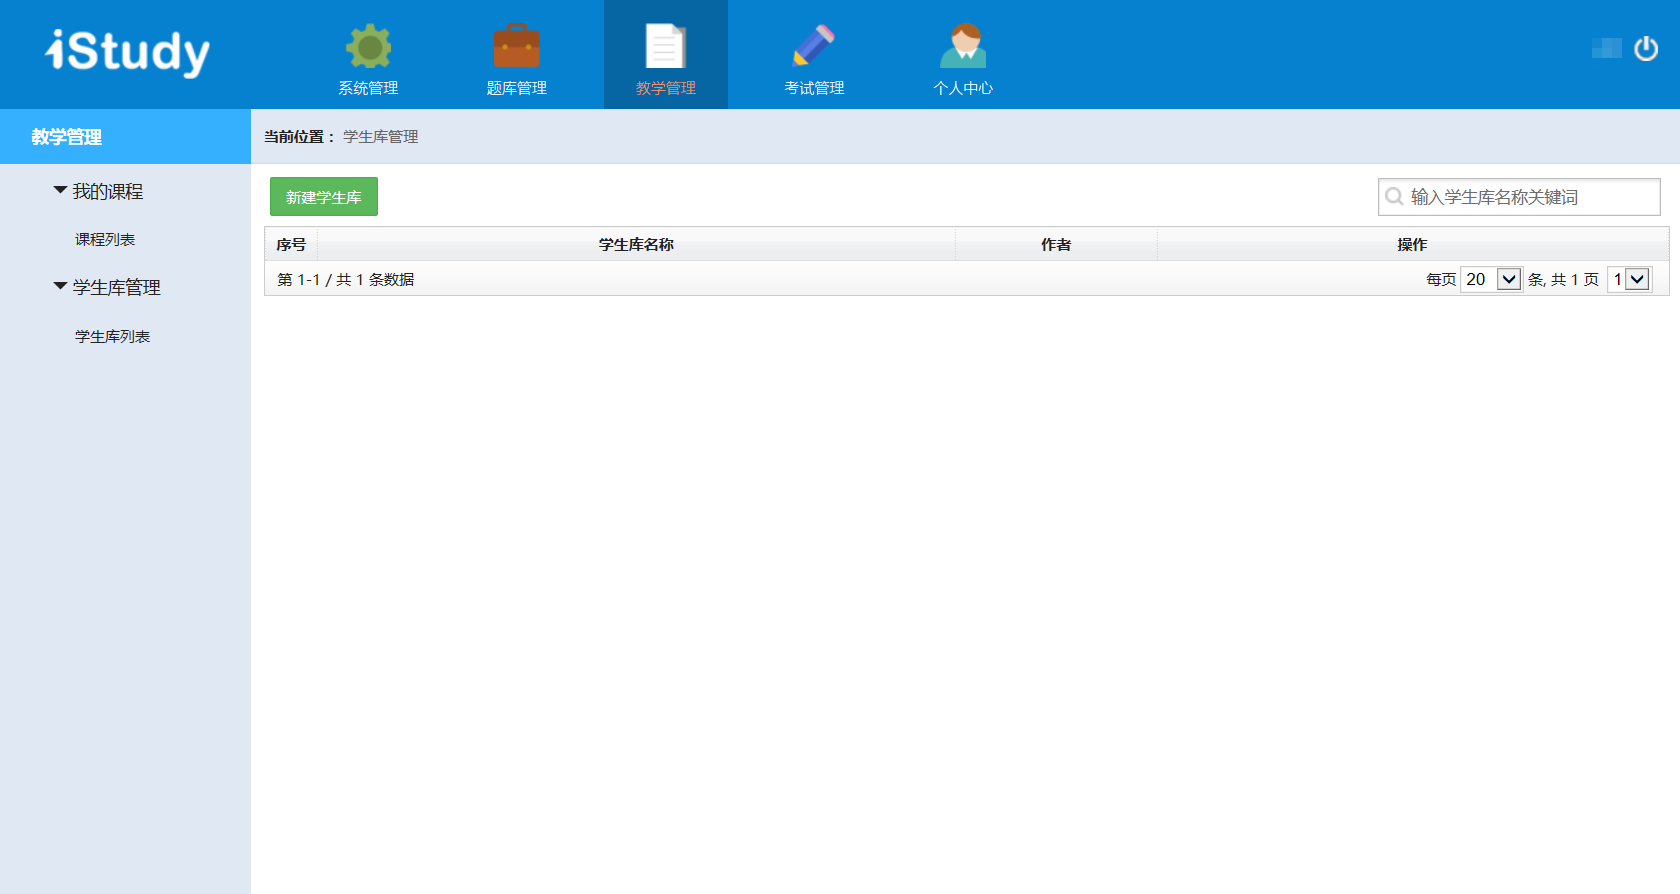 iStudy
系统管理
题库管理
教学管理
考试管理
个人中心
教学管理
当前位置： 学生库管理
我的课程
课程列表
学生库管理
学生库列表
新建学生库
输入学生库名称关键词
序号 学生库名称 作者 操作
第 1-1 / 共 1 条数据 每页 20 条, 共 1 页 1